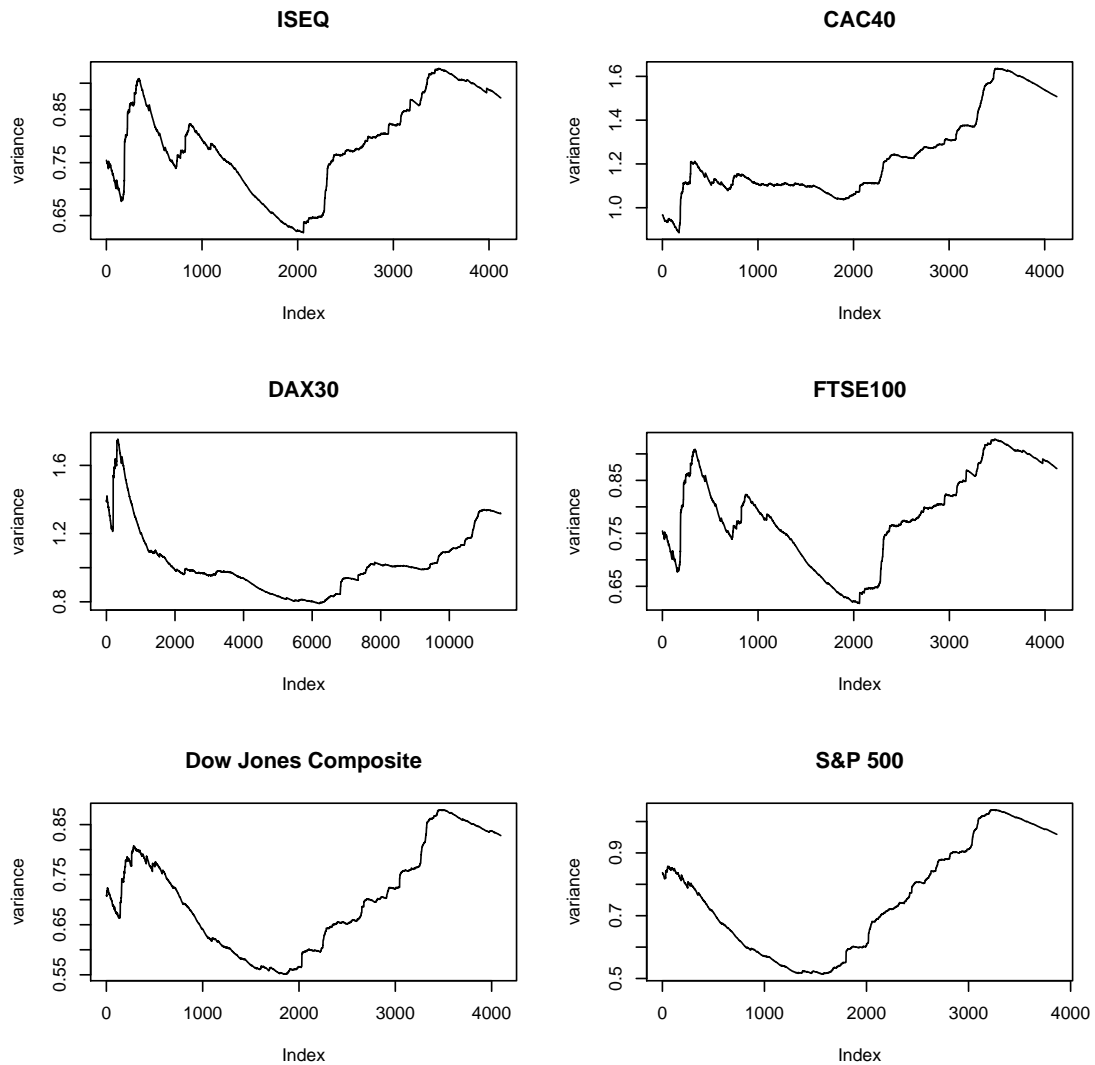 ISEQ
variance
0.65 0.75 0.85
0 1000 2000 3000 4000
Index
CAC40
variance
1.0 1.2 1.4 1.6
0 1000 2000 3000 4000
Index
DAX30
variance
0.8 1.2 1.6
0 2000 4000 6000 8000 10000
Index
FTSE100
variance
0.65 0.75 0.85
0 1000 2000 3000 4000
Index
Dow Jones Composite
variance
0.55 0.65 0.75 0.85
0 1000 2000 3000 4000
Index
S&P 500
variance
0.5 0.7 0.9
0 1000 2000 3000 4000
Index